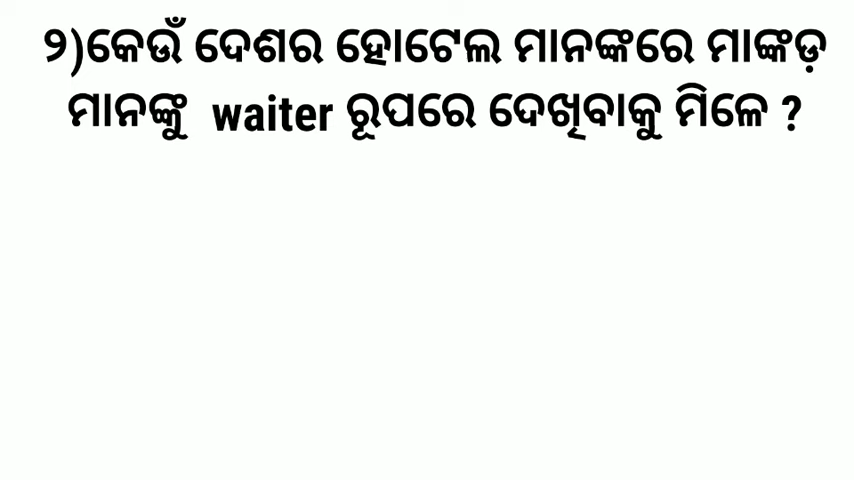 ୨)କେଉଁ ଦେଶର ହୋଟେଲ ମାନଙ୍କରେ ମାଙ୍କଡ଼
ମାନଙ୍କୁ waiter ରୂପରେ ଦେଖିବାକୁ ମିଳେ ?